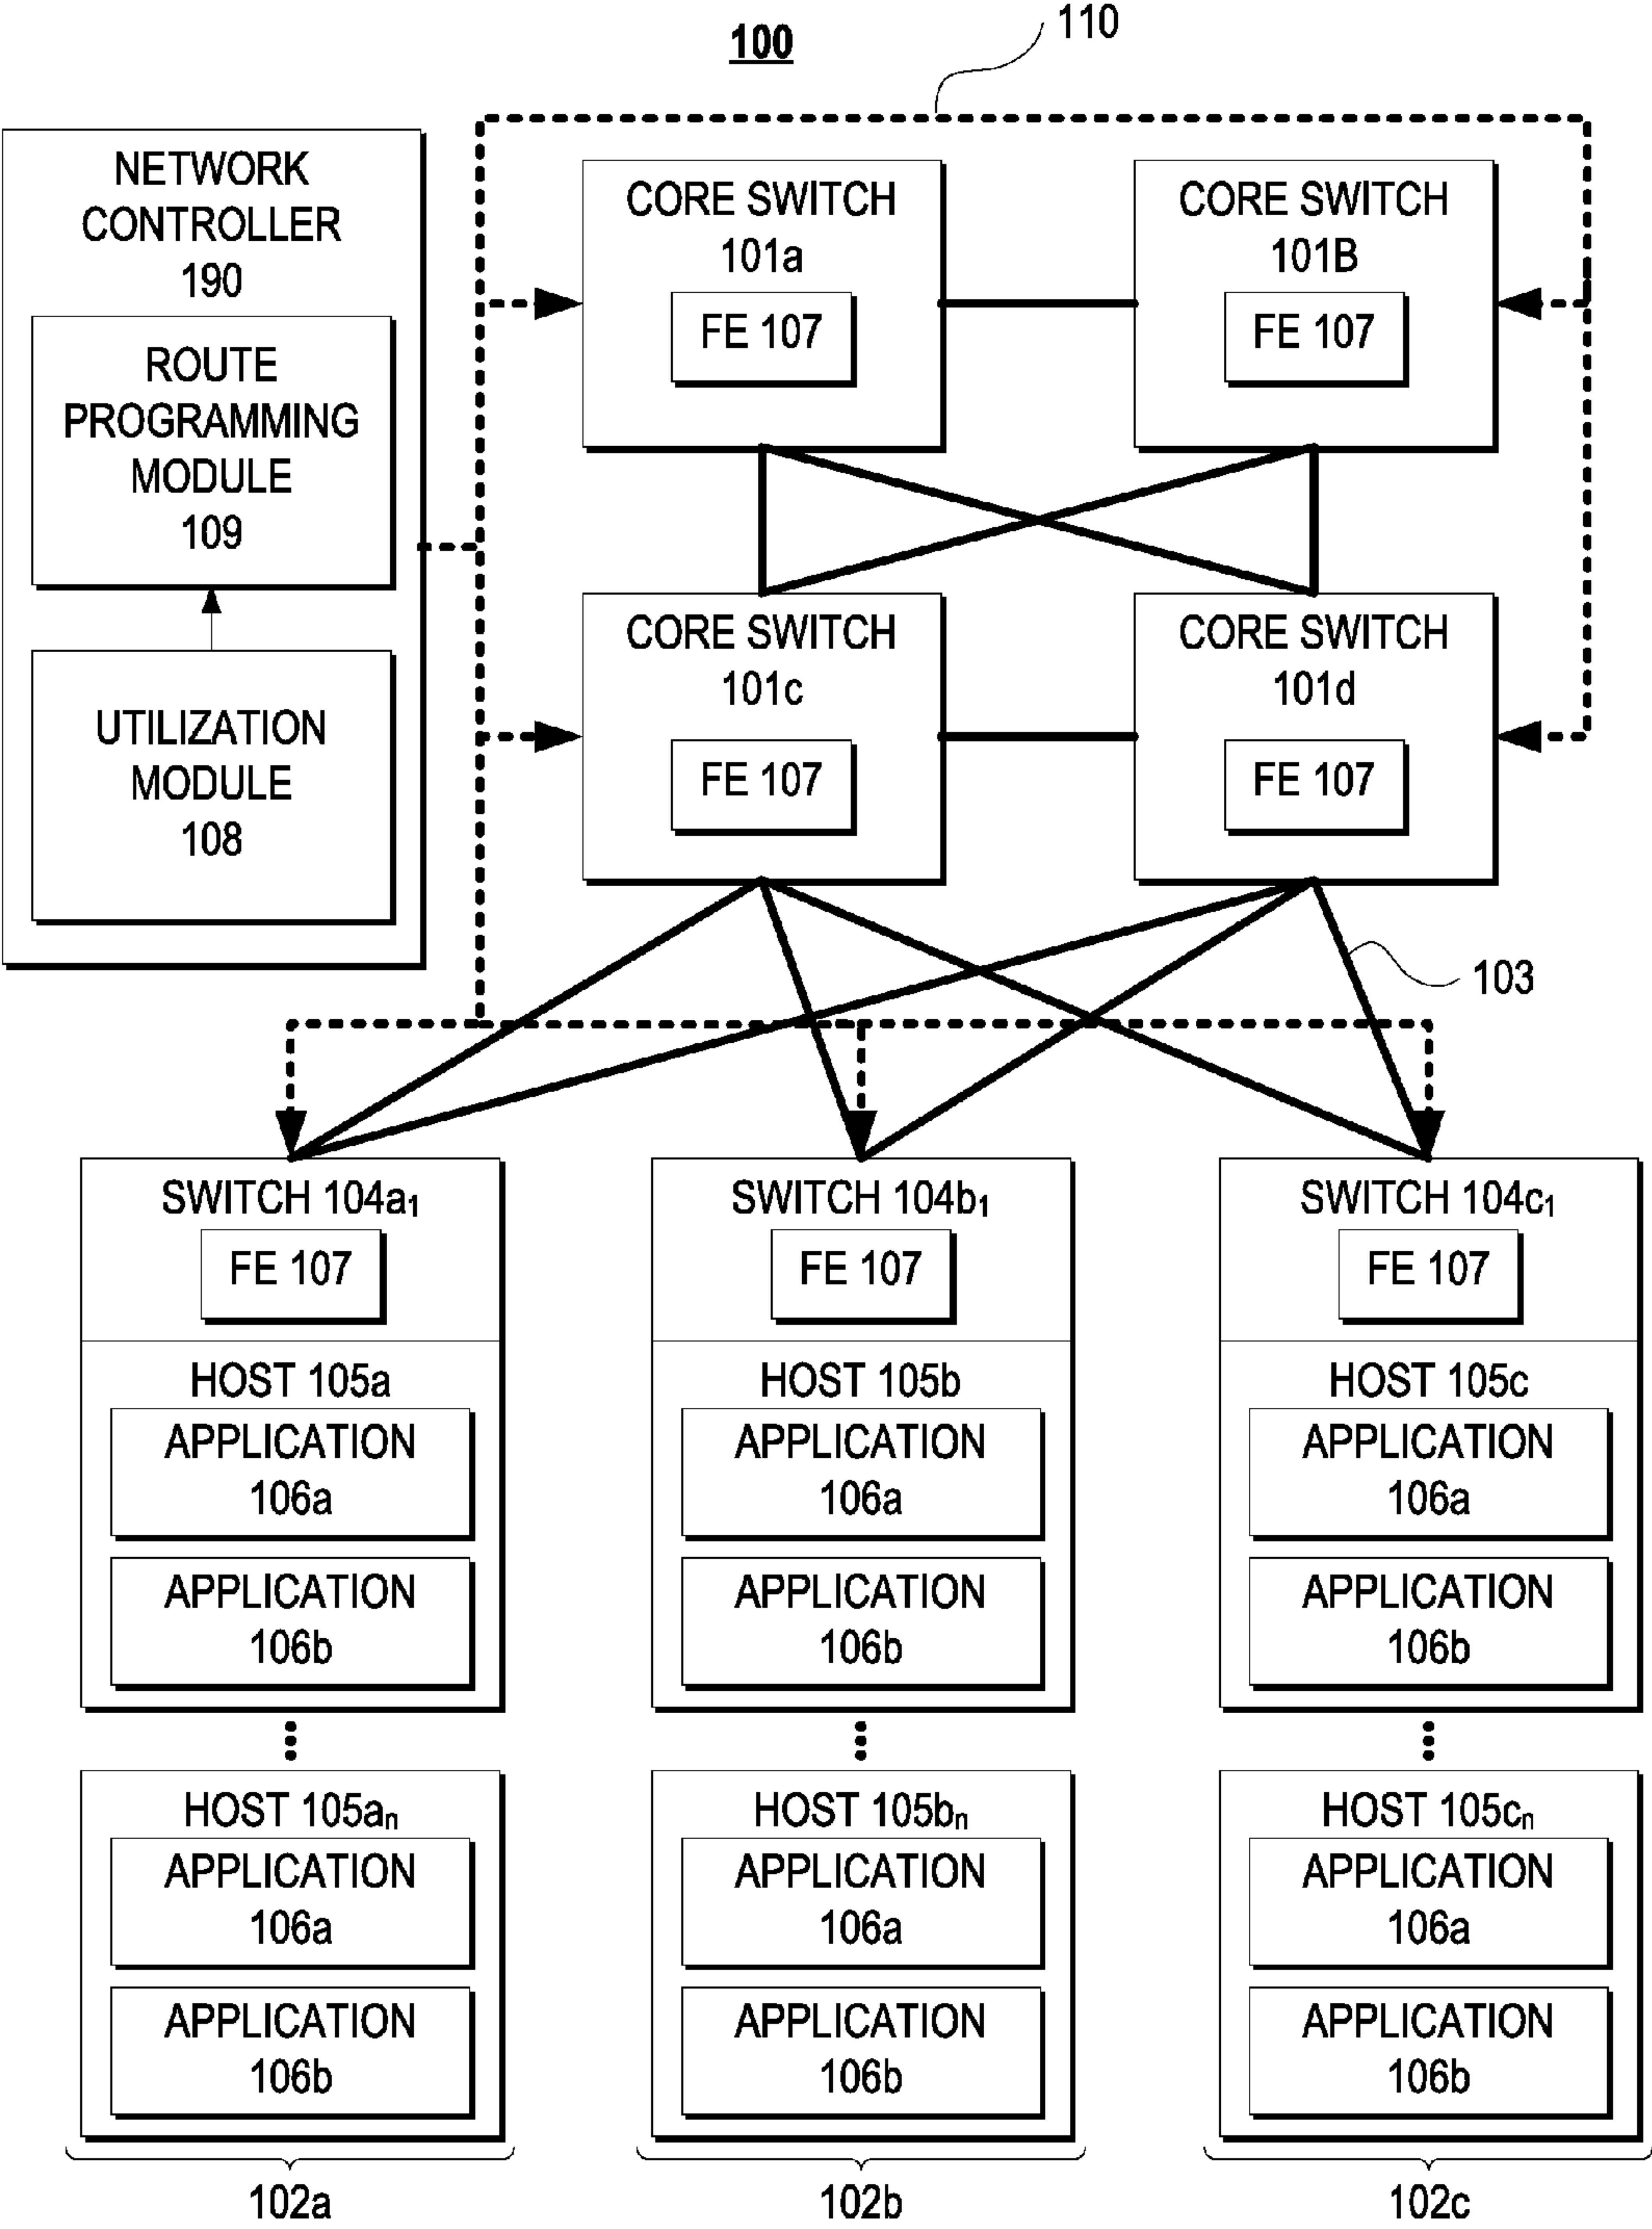 100
110
NETWORK
CONTROLLER
190
ROUTE
PROGRAMMING
MODULE
109
UTILIZATION
MODULE
108
CORE SWITCH
101a
FE 107
CORE SWITCH
101B
FE 107
CORE SWITCH
101c
FE 107
CORE SWITCH
101d
FE 107
103
SWITCH 104a₁
FE 107
HOST 105a
APPLICATION
106a
APPLICATION
106b
SWITCH 104b₁
FE 107
HOST 105b
APPLICATION
106a
APPLICATION
106b
SWITCH 104c₁
FE 107
HOST 105c
APPLICATION
106a
APPLICATION
106b
HOST 105aₙ
APPLICATION
106a
APPLICATION
106b
HOST 105bₙ
APPLICATION
106a
APPLICATION
106b
HOST 105cₙ
APPLICATION
106a
APPLICATION
106b
102a
102b
102c